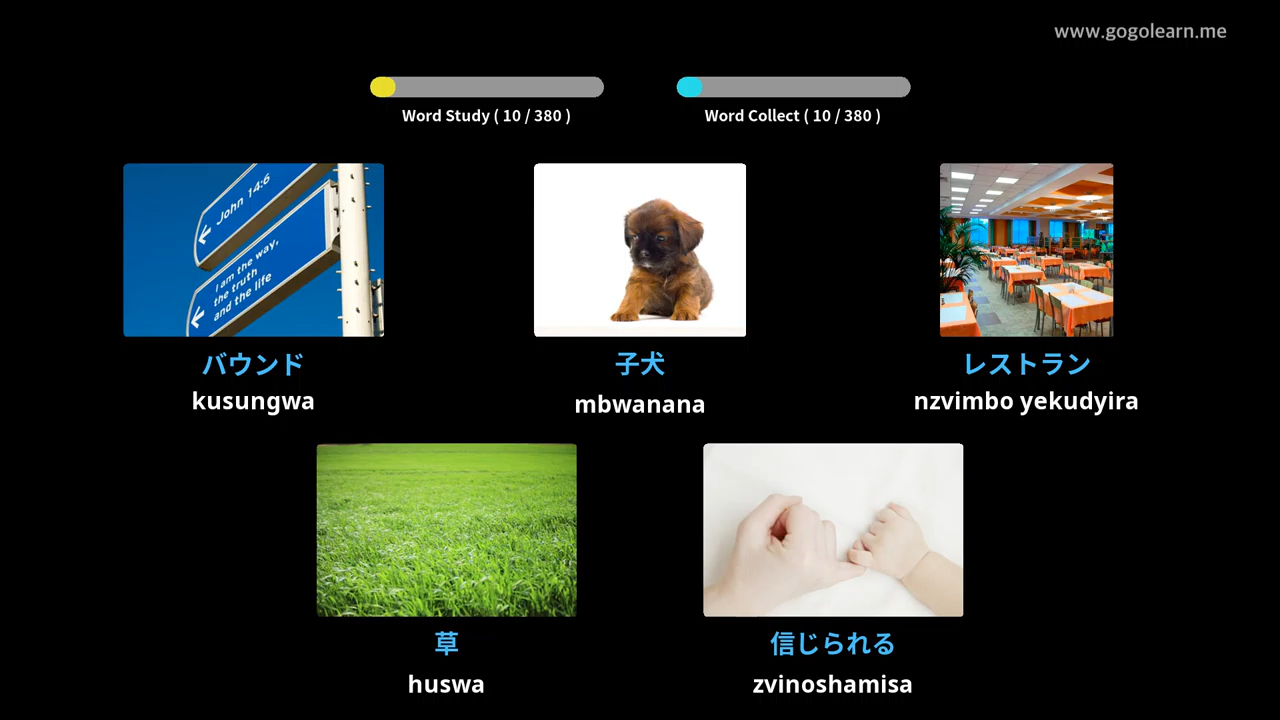 www.gogolearn.me
Word Study ( 10 / 380 )
Word Collect ( 10 / 380 )
John 14:6
I am the way,
the truth
and the life
バウンド
kusungwa
子犬
mbwanana
レストラン
nzvimbo yekudyira
草
huswa
信じられる
zvinoshamisa